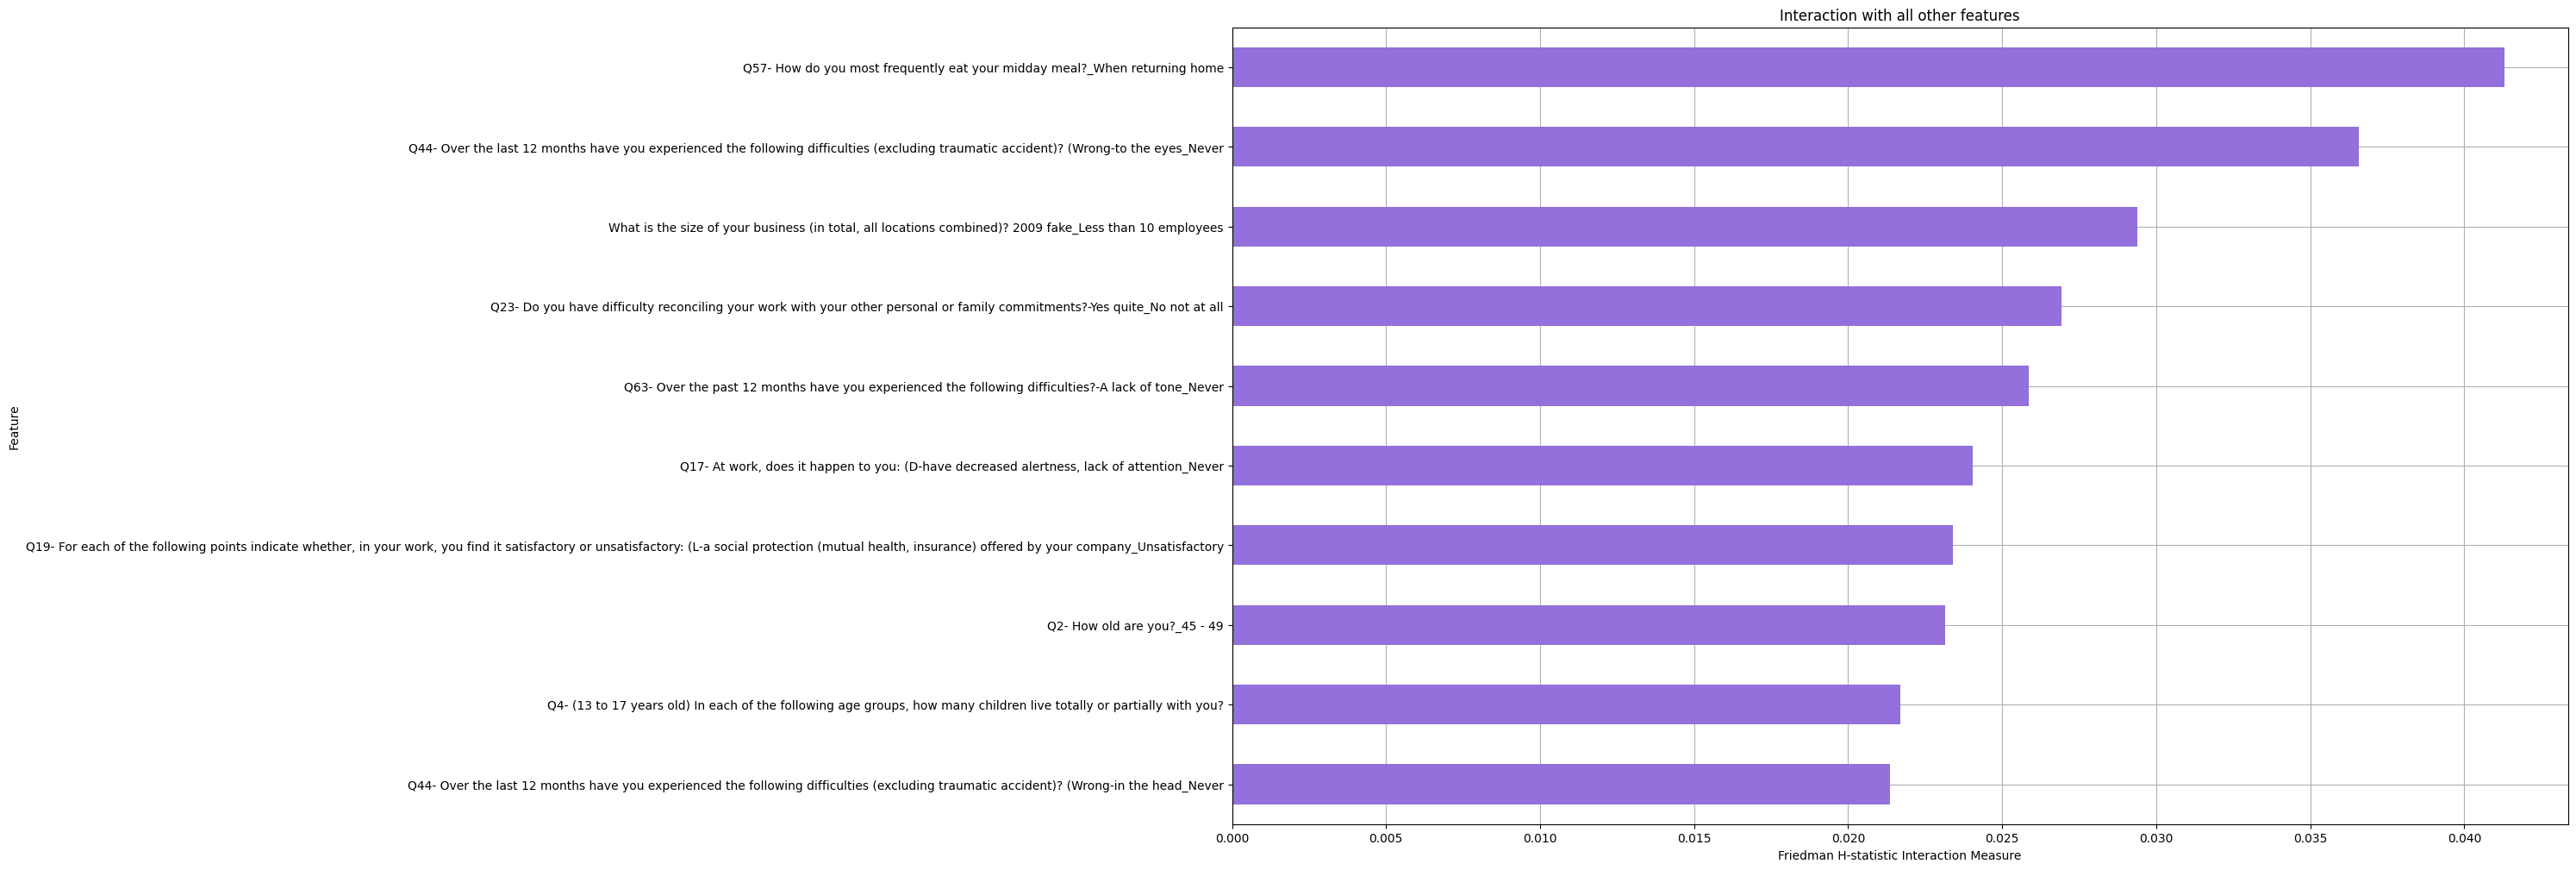 Interaction with all other features
Q57- How do you most frequently eat your midday meal?_When returning home
Q44- Over the last 12 months have you experienced the following difficulties (excluding traumatic accident)? (Wrong-to the eyes_Never
What is the size of your business (in total, all locations combined)? 2009 fake_Less than 10 employees
Q23- Do you have difficulty reconciling your work with your other personal or family commitments?-Yes quite_No not at all
Q63- Over the past 12 months have you experienced the following difficulties?-A lack of tone_Never
Q17- At work, does it happen to you: (D-have decreased alertness, lack of attention_Never
Q19- For each of the following points indicate whether, in your work, you find it satisfactory or unsatisfactory: (L-a social protection (mutual health, insurance) offered by your company_Unsatisfactory
Q2- How old are you?_45 - 49
Q4- (13 to 17 years old) In each of the following age groups, how many children live totally or partially with you?
Q44- Over the last 12 months have you experienced the following difficulties (excluding traumatic accident)? (Wrong-in the head_Never
Feature
0.000 0.005 0.010 0.015 0.020 0.025 0.030 0.035 0.040
Friedman H-statistic Interaction Measure